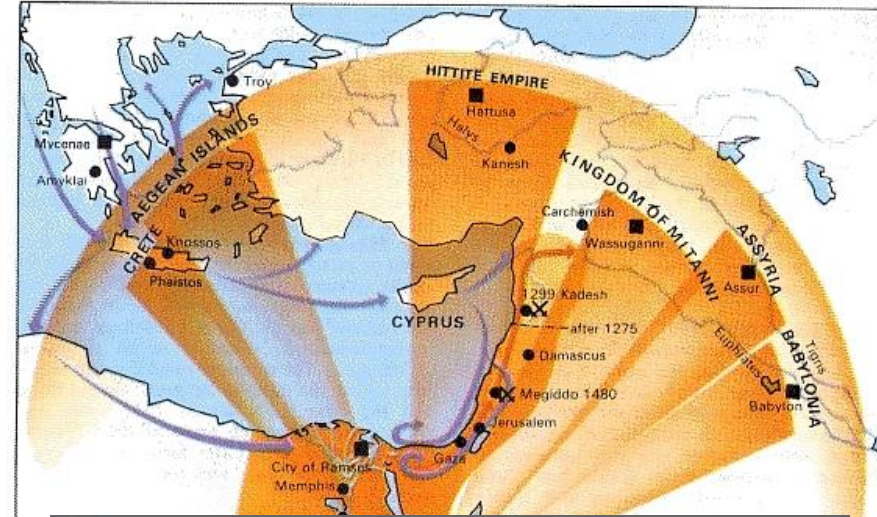 Troy
HITTITE EMPIRE
Hattusa
Halys
Kanesh
Mycenae
Amyklai
AEGEAN ISLANDS
KINGDOM OF MITANNI
Carchemish
Wassuganni
ASSYRIA
Assur
CRETE
Knossos
Phaistos
CYPRUS
1299 Kadesh
after 1275
Damascus
Euphrates
Tigris
BABYLONIA
Babylon
Megiddo 1480
Jerusalem
Gaza
City of Ramses
Memphis